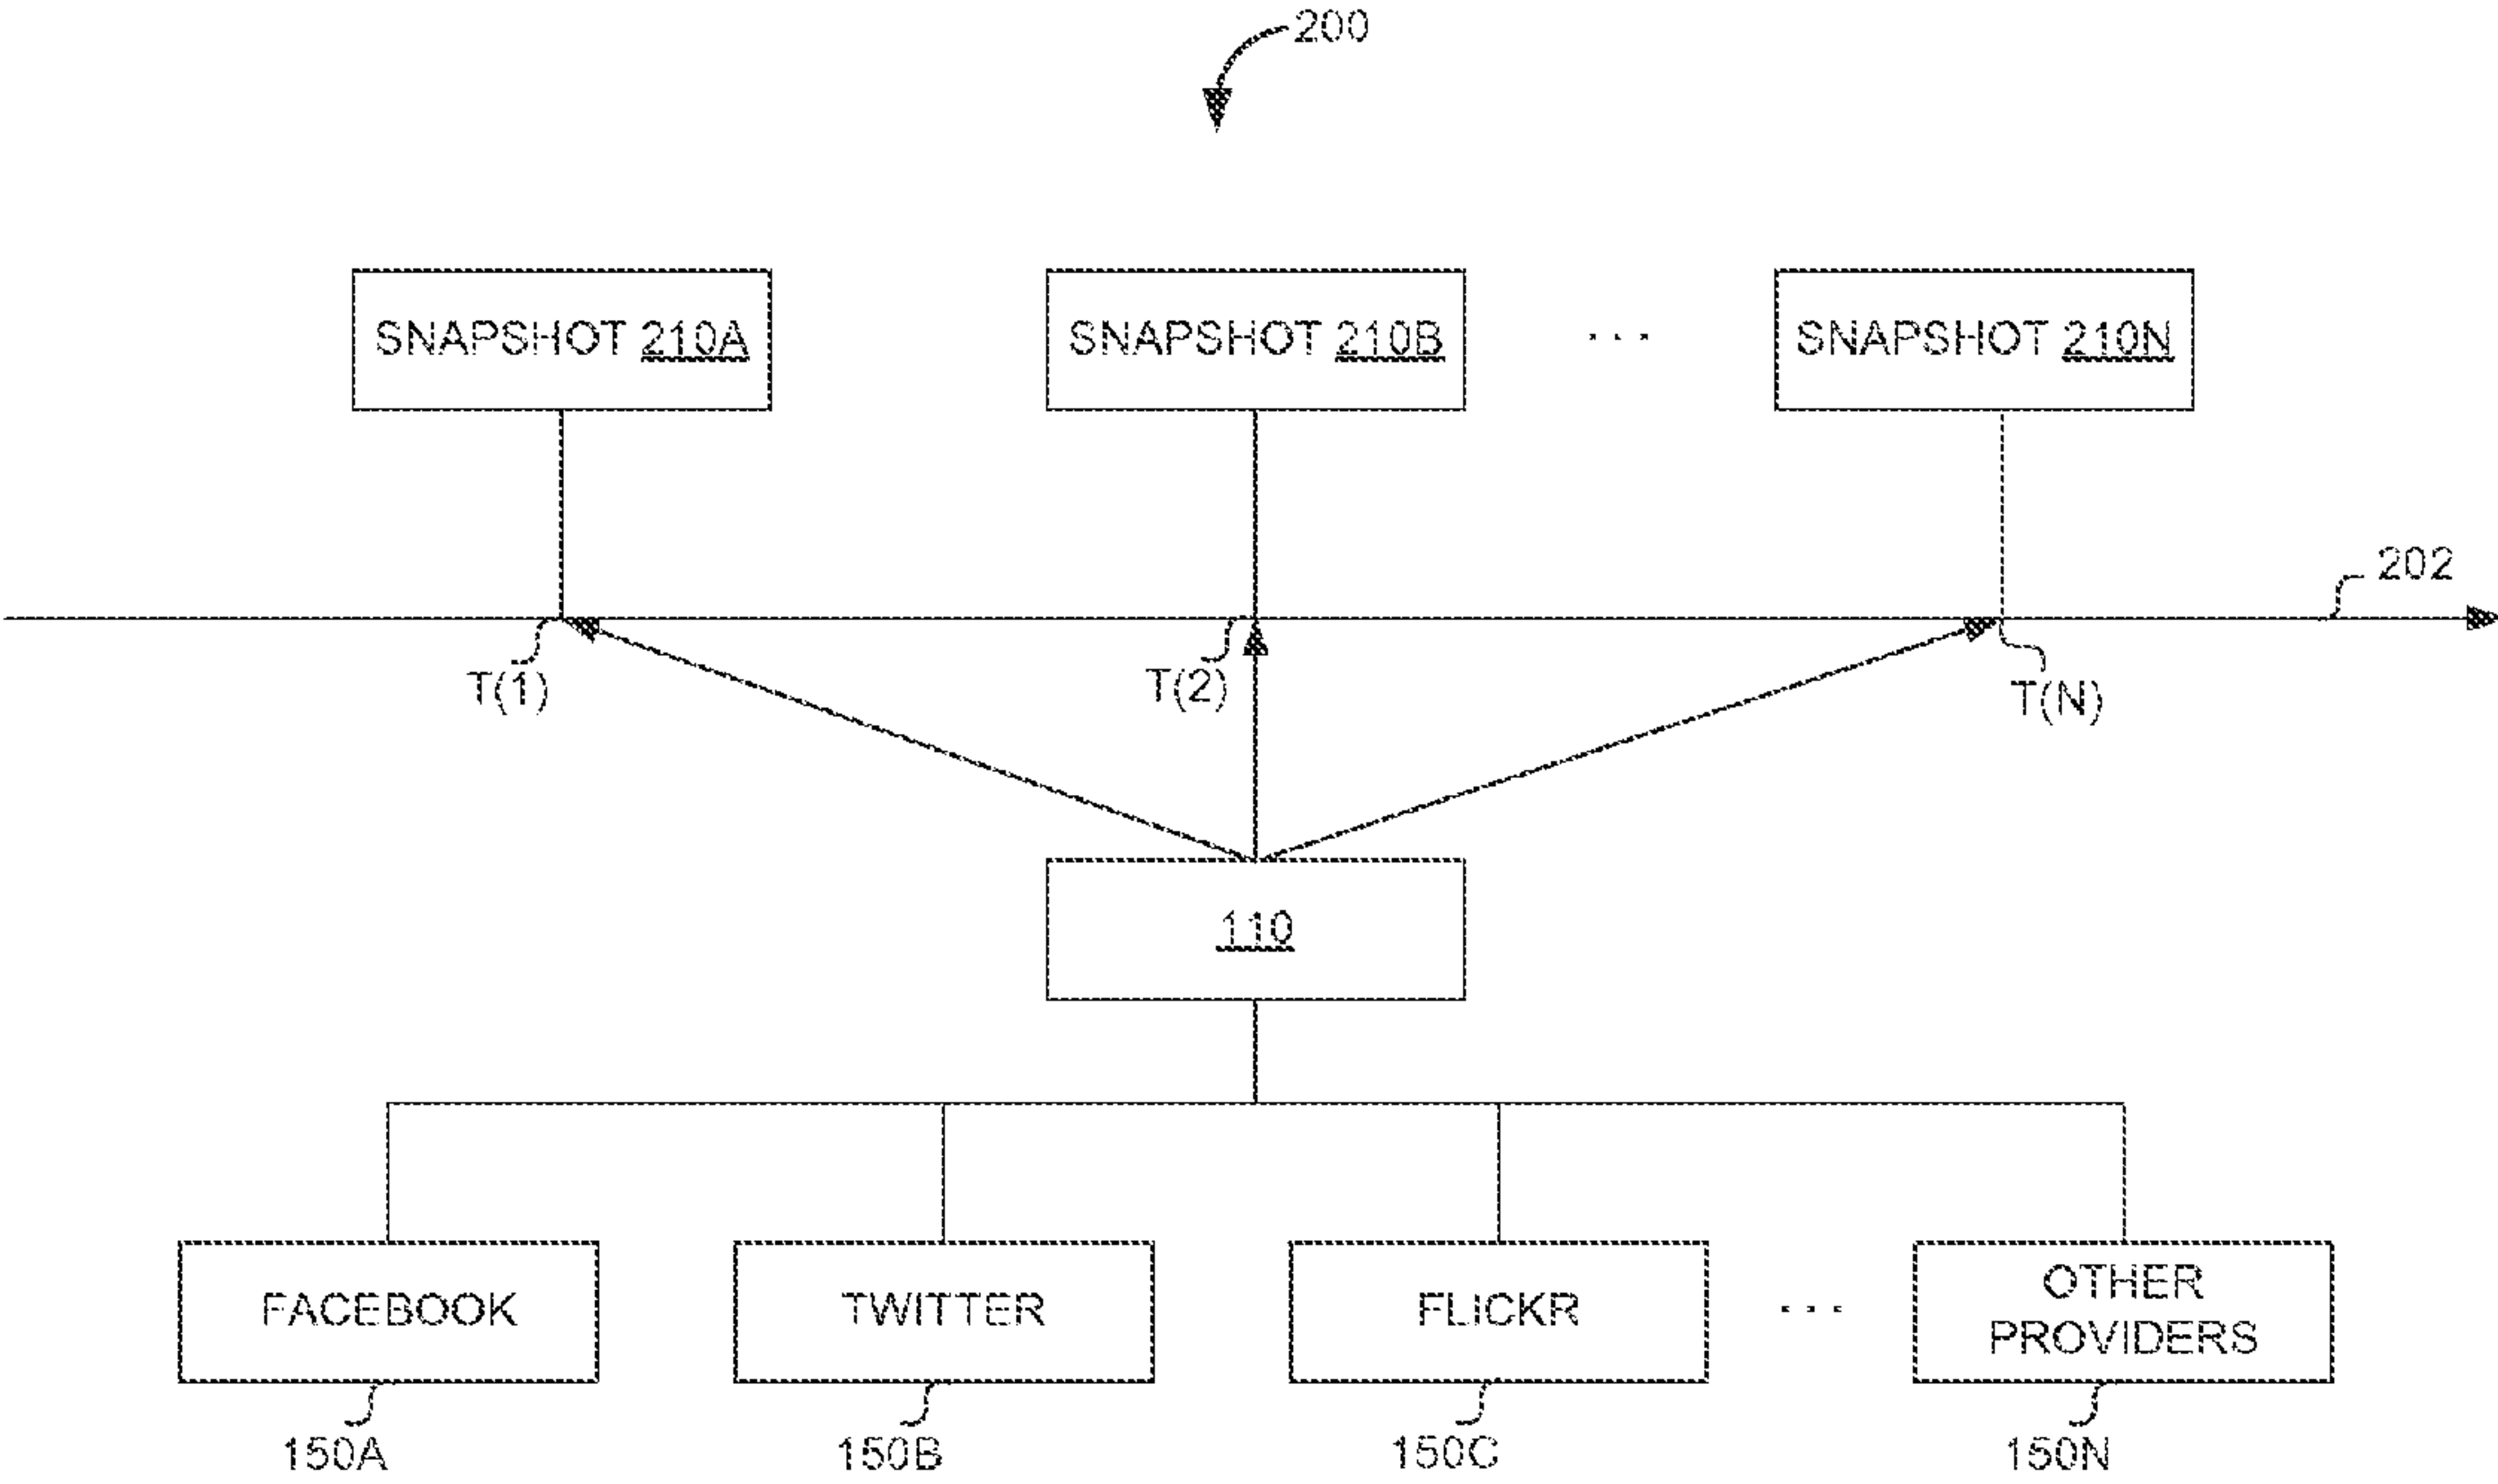 200
SNAPSHOT 210A
SNAPSHOT 210B
...
SNAPSHOT 210N
202
T(1)
T(2)
T(N)
110
FACEBOOK
TWITTER
FLICKR
...
OTHER
PROVIDERS
150A
150B
150C
150N